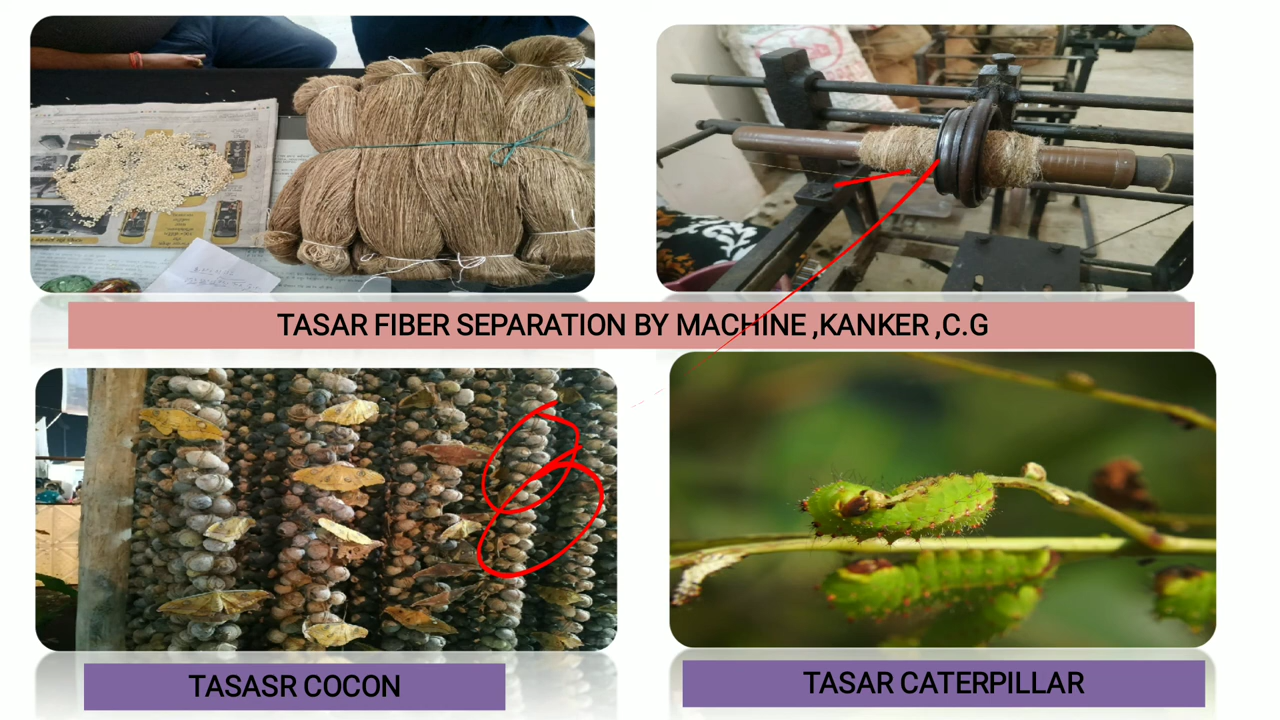 TASAR FIBER SEPARATION BY MACHINE ,KANKER ,C.G
TASASR COCON
TASAR CATERPILLAR